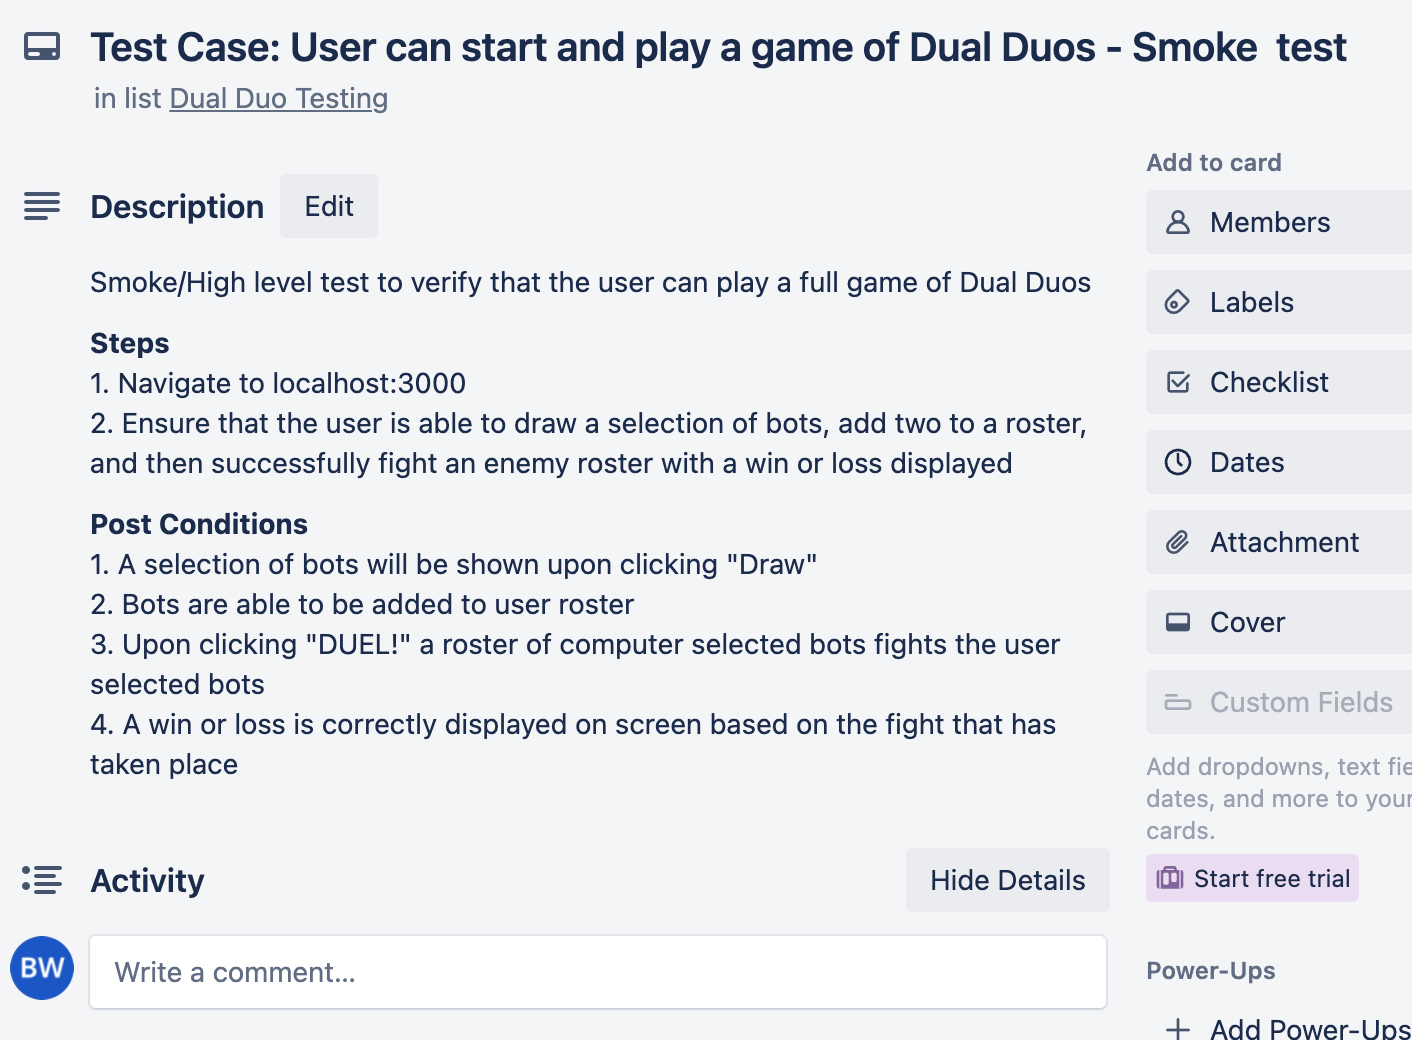 Test Case: User can start and play a game of Dual Duos - Smoke  test
in list Dual Duo Testing
Description
Edit
Smoke/High level test to verify that the user can play a full game of Dual Duos
Steps
1. Navigate to localhost:3000
2. Ensure that the user is able to draw a selection of bots, add two to a roster,
and then successfully fight an enemy roster with a win or loss displayed
Post Conditions
1. A selection of bots will be shown upon clicking "Draw"
2. Bots are able to be added to user roster
3. Upon clicking "DUEL!" a roster of computer selected bots fights the user
selected bots
4. A win or loss is correctly displayed on screen based on the fight that has
taken place
Activity
Hide Details
BW
Write a comment...
Add to card
Members
Labels
Checklist
Dates
Attachment
Cover
Custom Fields
Add dropdowns, text fie
dates, and more to your
cards.
Start free trial
Power-Ups
Add Power-Ups